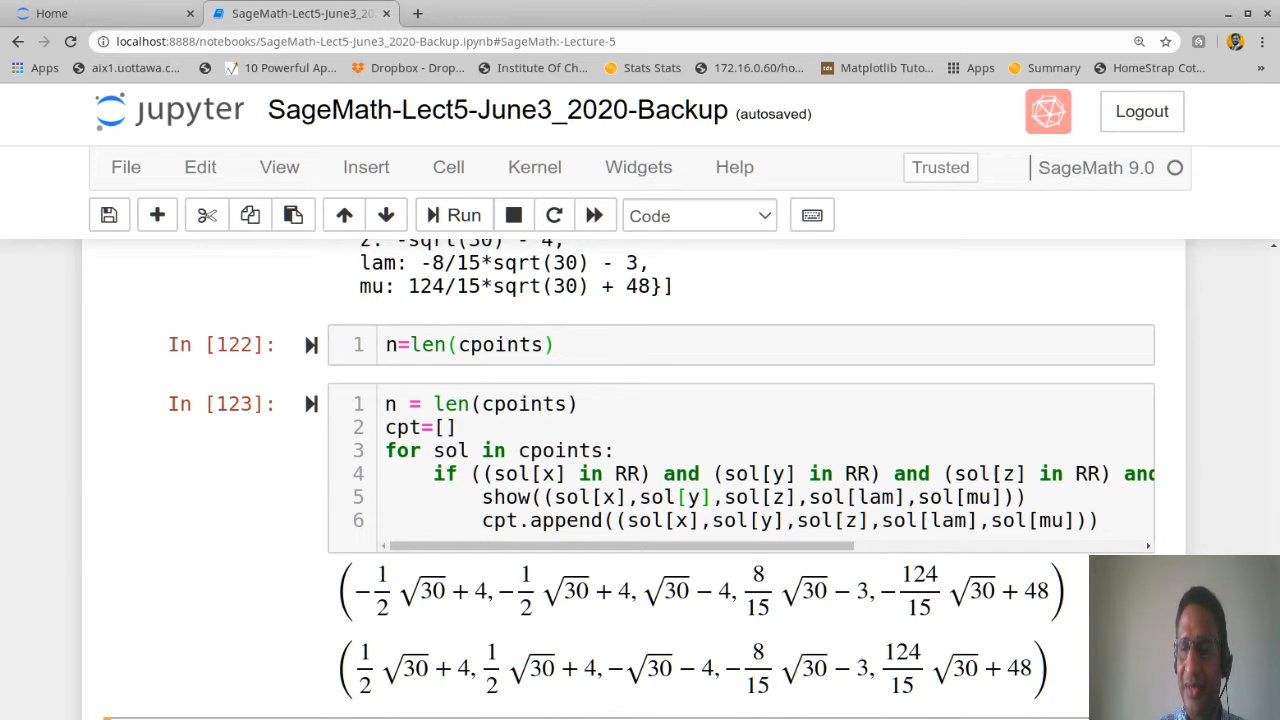 Home
SageMath-Lect5-June3_20
localhost:8888/notebooks/SageMath-Lect5-June3_2020-Backup.ipynb#SageMath:-Lecture-5
Apps aix1.uottawa.c... 10 Powerful Ap... Dropbox - Drop... Institute Of Ch... Stats Stats 172.16.0.60/ho... Matplotlib Tuto... Apps Summary HomeStrap Cot... »
jupyter SageMath-Lect5-June3_2020-Backup (autosaved) Logout
File Edit View Insert Cell Kernel Widgets Help Trusted SageMath 9.0
Run Code
z: -sqrt(30) - 4,
lam: -8/15*sqrt(30) - 3,
mu: 124/15*sqrt(30) + 48}]
In [122]: 1 n=len(cpoints)
In [123]: 1 n = len(cpoints)
2 cpt=[]
3 for sol in cpoints:
4 if ((sol[x] in RR) and (sol[y] in RR) and (sol[z] in RR) and
5 show((sol[x],sol[y],sol[z],sol[lam],sol[mu]))
6 cpt.append((sol[x],sol[y],sol[z],sol[lam],sol[mu]))
(-1/2 √30 + 4, -1/2 √30 + 4, √30 - 4, 8/15 √30 - 3, -124/15 √30 + 48)
(1/2 √30 + 4, 1/2 √30 + 4, -√30 - 4, -8/15 √30 - 3, 124/15 √30 + 48)